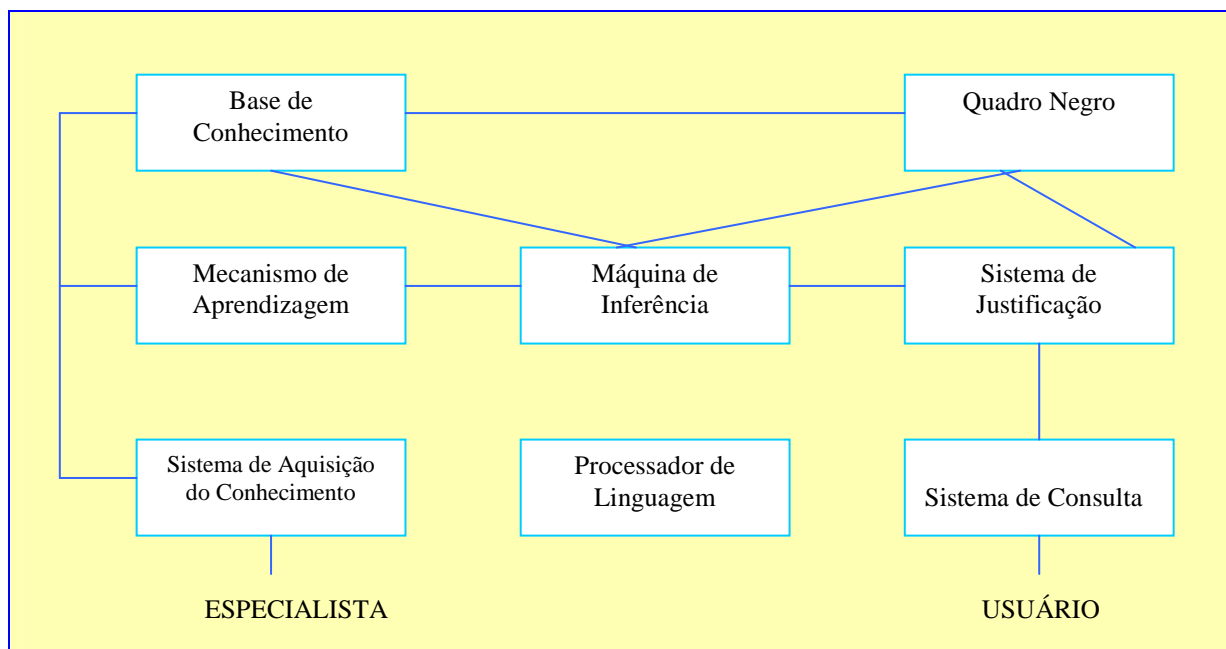 Base de
Conhecimento
Quadro Negro
Mecanismo de
Aprendizagem
Máquina de
Inferência
Sistema de
Justificação
Sistema de Aquisição
do Conhecimento
Processador de
Linguagem
Sistema de Consulta
ESPECIALISTA
USUÁRIO